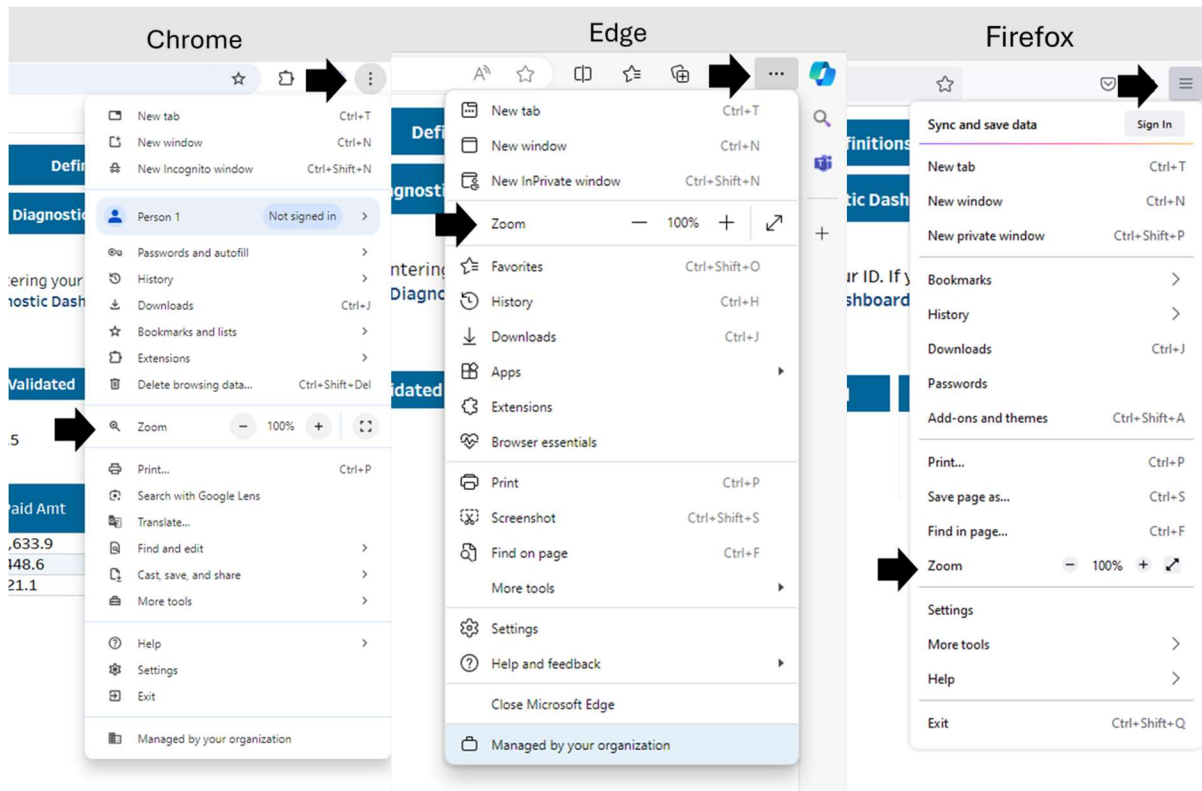 Chrome
New tab Ctrl+T
New window Ctrl+N
New Incognito window Ctrl+Shift+N
Person 1 Not signed in
Passwords and autofill
History
Downloads Ctrl+J
Bookmarks and lists
Extensions
Delete browsing data... Ctrl+Shift+Del
Zoom − 100% +
Print... Ctrl+P
Search with Google Lens
Translate...
Find and edit
Cast, save, and share
More tools
Help
Settings
Exit
Managed by your organization
Defin
Diagnostic
tering your
nostic Dash
Validated
.5
Paid Amt
,633.9
448.6
21.1
Edge
New tab Ctrl+T
New window Ctrl+N
New InPrivate window Ctrl+Shift+N
Zoom − 100% +
Favorites Ctrl+Shift+O
History Ctrl+H
Downloads Ctrl+J
Apps
Extensions
Browser essentials
Print Ctrl+P
Screenshot Ctrl+Shift+S
Find on page Ctrl+F
More tools
Settings
Help and feedback
Close Microsoft Edge
Managed by your organization
Defi
agnosti
ntering
Diagno
idated
Firefox
Sync and save data Sign In
New tab Ctrl+T
New window Ctrl+N
New private window Ctrl+Shift+P
Bookmarks
History
Downloads Ctrl+J
Passwords
Add-ons and themes Ctrl+Shift+A
Print... Ctrl+P
Save page as... Ctrl+S
Find in page... Ctrl+F
Zoom − 100% +
Settings
More tools
Help
Exit Ctrl+Shift+Q
finitions
tic Dash
ur ID. If y
shboard